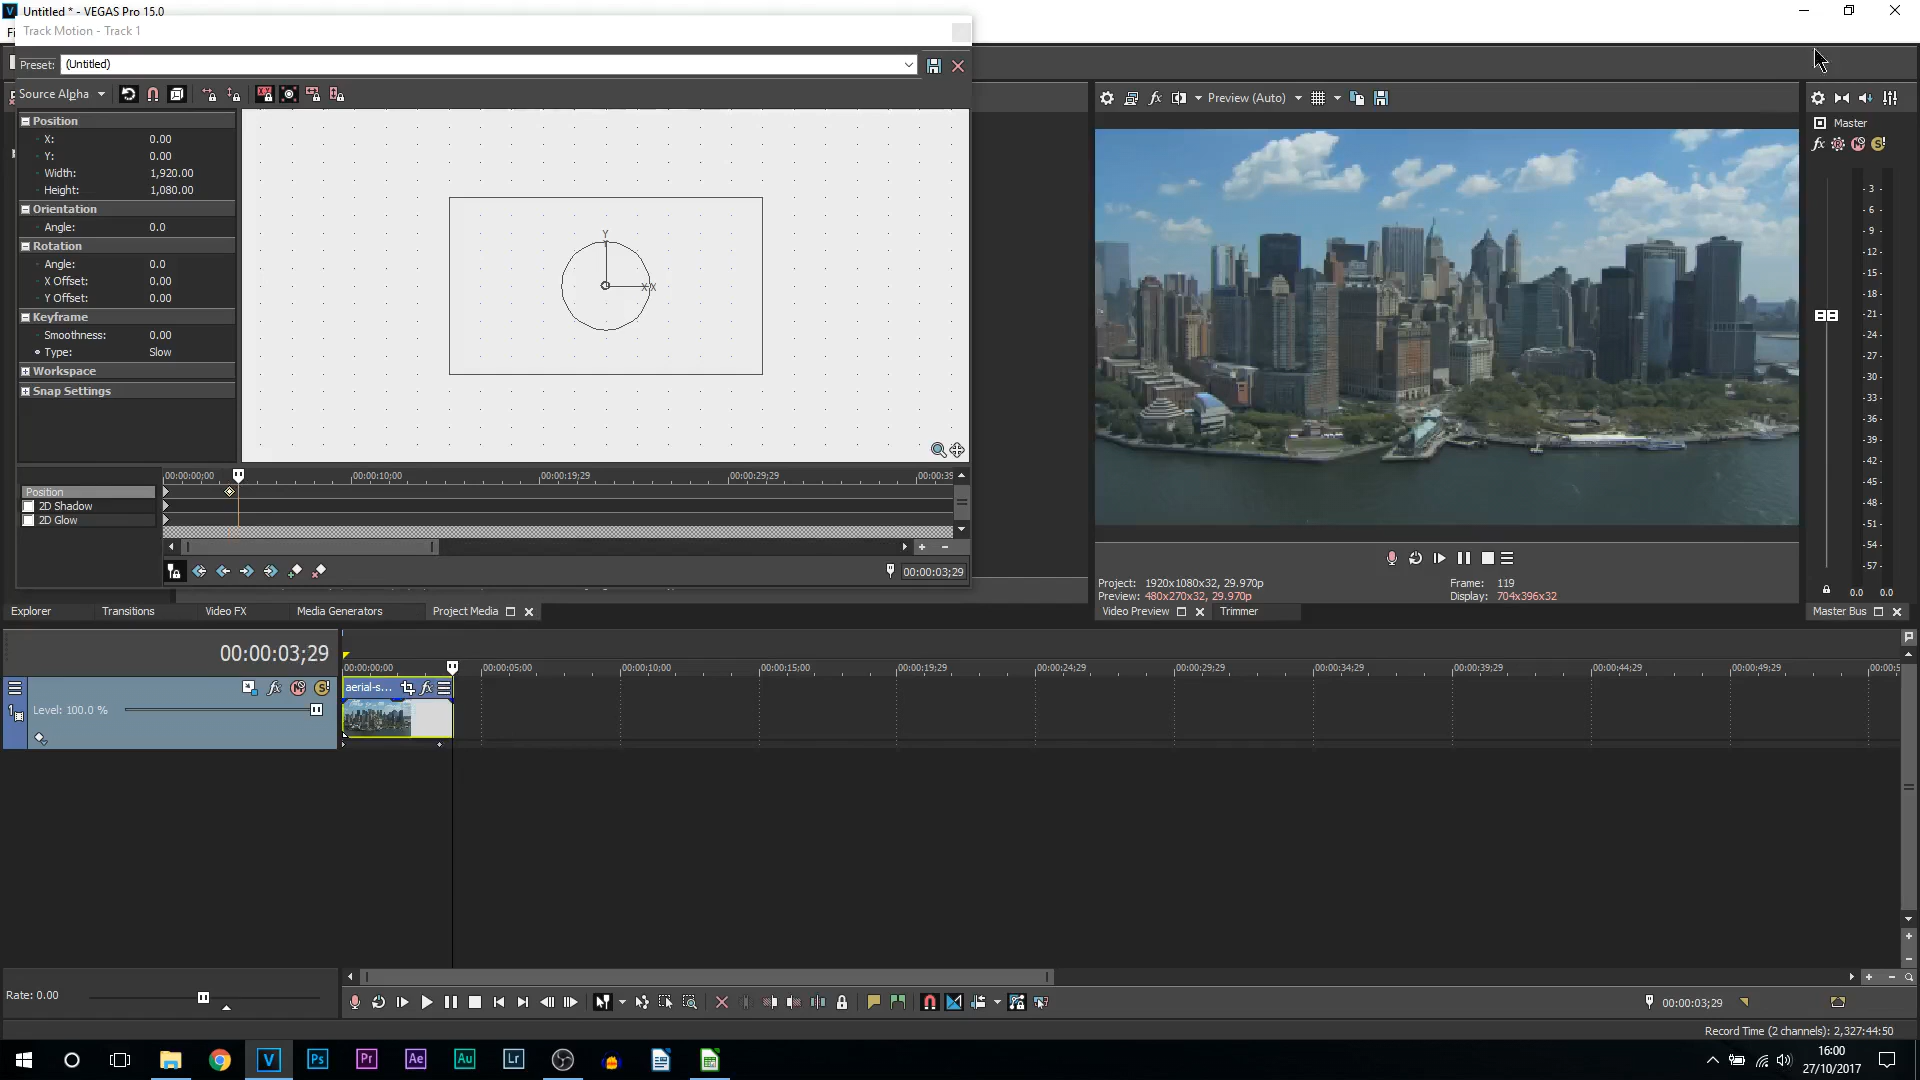 Untitled * - VEGAS Pro 15.0
Track Motion - Track 1
Preset: (Untitled)
Source Alpha
Position
X: 0.00
Y: 0.00
Width: 1,920.00
Height: 1,080.00
Orientation
Angle: 0.0
Rotation
Angle: 0.0
X Offset: 0.00
Y Offset: 0.00
Keyframe
Smoothness: 0.00
Type: Slow
Workspace
Snap Settings
Y
X X
00:00:00;00 00:00:10;00 00:00:19;29 00:00:29;29 00:00:39
Position
2D Shadow
2D Glow
00:00:03;29
Preview (Auto)
Project: 1920x1080x32, 29.970p
Frame: 119
Preview: 480x270x32, 29.970p
Display: 704x396x32
Video Preview
Trimmer
Master
3 -
- 6 -
- 9 -
- 12 -
- 15 -
- 18 -
- 21 -
- 24 -
- 27 -
- 30 -
- 33 -
- 36 -
- 39 -
- 42 -
- 45 -
- 48 -
- 51 -
- 54 -
- 57 -
0.0 0.0
Master Bus
Explorer
Transitions
Video FX
Media Generators
Project Media
00:00:03;29
00:00:00;00 00:00:05;00 00:00:10;00 00:00:15;00 00:00:19;29 00:00:24;29 00:00:29;29 00:00:34;29 00:00:39;29 00:00:44;29 00:00:49;29 00:00:5
1
Level: 100.0 %
aerial-s... fx
Rate: 0.00
00:00:03;29
Record Time (2 channels): 2,327:44:50
V Ps Pr Ae Au Lr
16:00
27/10/2017